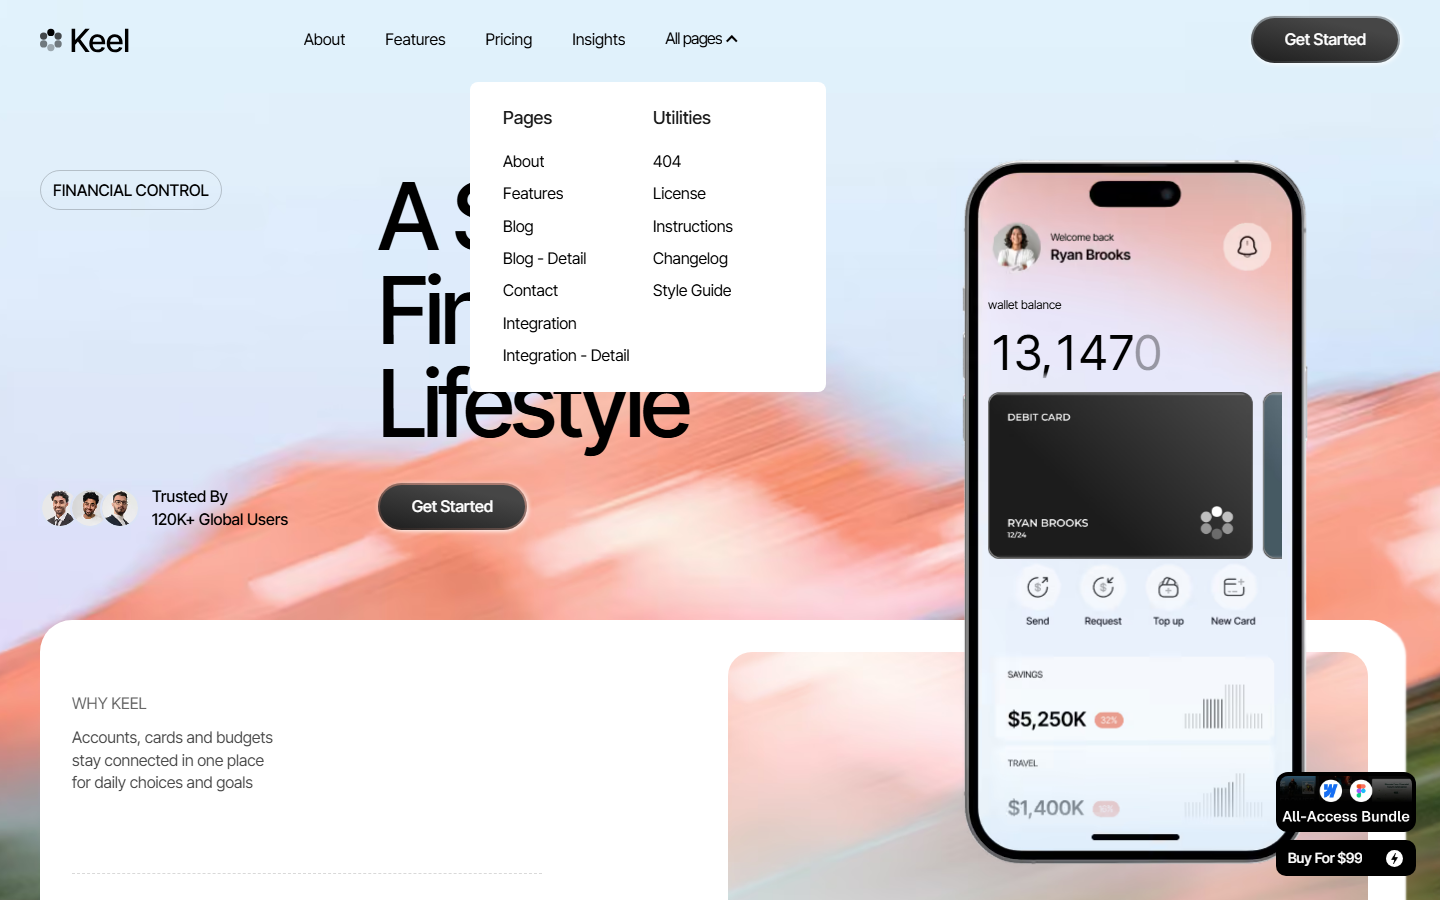 Keel
About
Features
Pricing
Insights
All pages
Get Started
Pages
About
Features
Blog
Blog - Detail
Contact
Integration
Integration - Detail
Utilities
404
License
Instructions
Changelog
Style Guide
FINANCIAL CONTROL
A
Lifestyle
Trusted By
120K+ Global Users
Get Started
Welcome back
Ryan Brooks
wallet balance
13,1470
DEBIT CARD
RYAN BROOKS
12/24
Send
Request
Top up
New Card
SAVINGS
$5,250K
32%
TRAVEL
$1,400K
WHY KEEL
Accounts, cards and budgets
stay connected in one place
for daily choices and goals
All-Access Bundle
Buy For $99